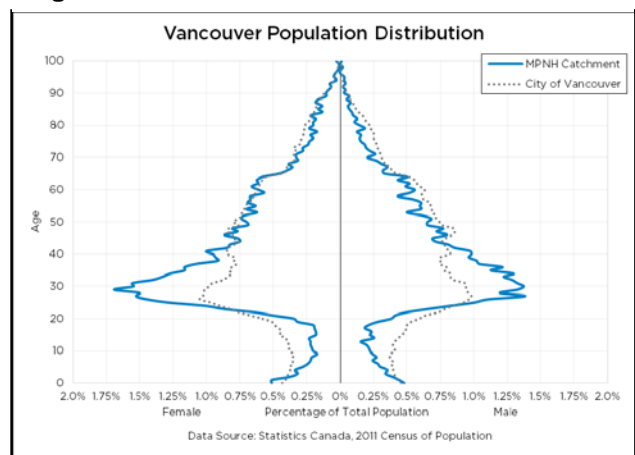 Vancouver Population Distribution
MPNH Catchment
City of Vancouver
100
90
80
70
60
50
40
30
20
10
0
Age
2.0% 1.75% 1.5% 1.25% 1.0% 0.75% 0.5% 0.25% 0% 0.25% 0.5% 0.75% 1.0% 1.25% 1.5% 1.75% 2.0%
Female Percentage of Total Population Male
Data Source: Statistics Canada, 2011 Census of Population